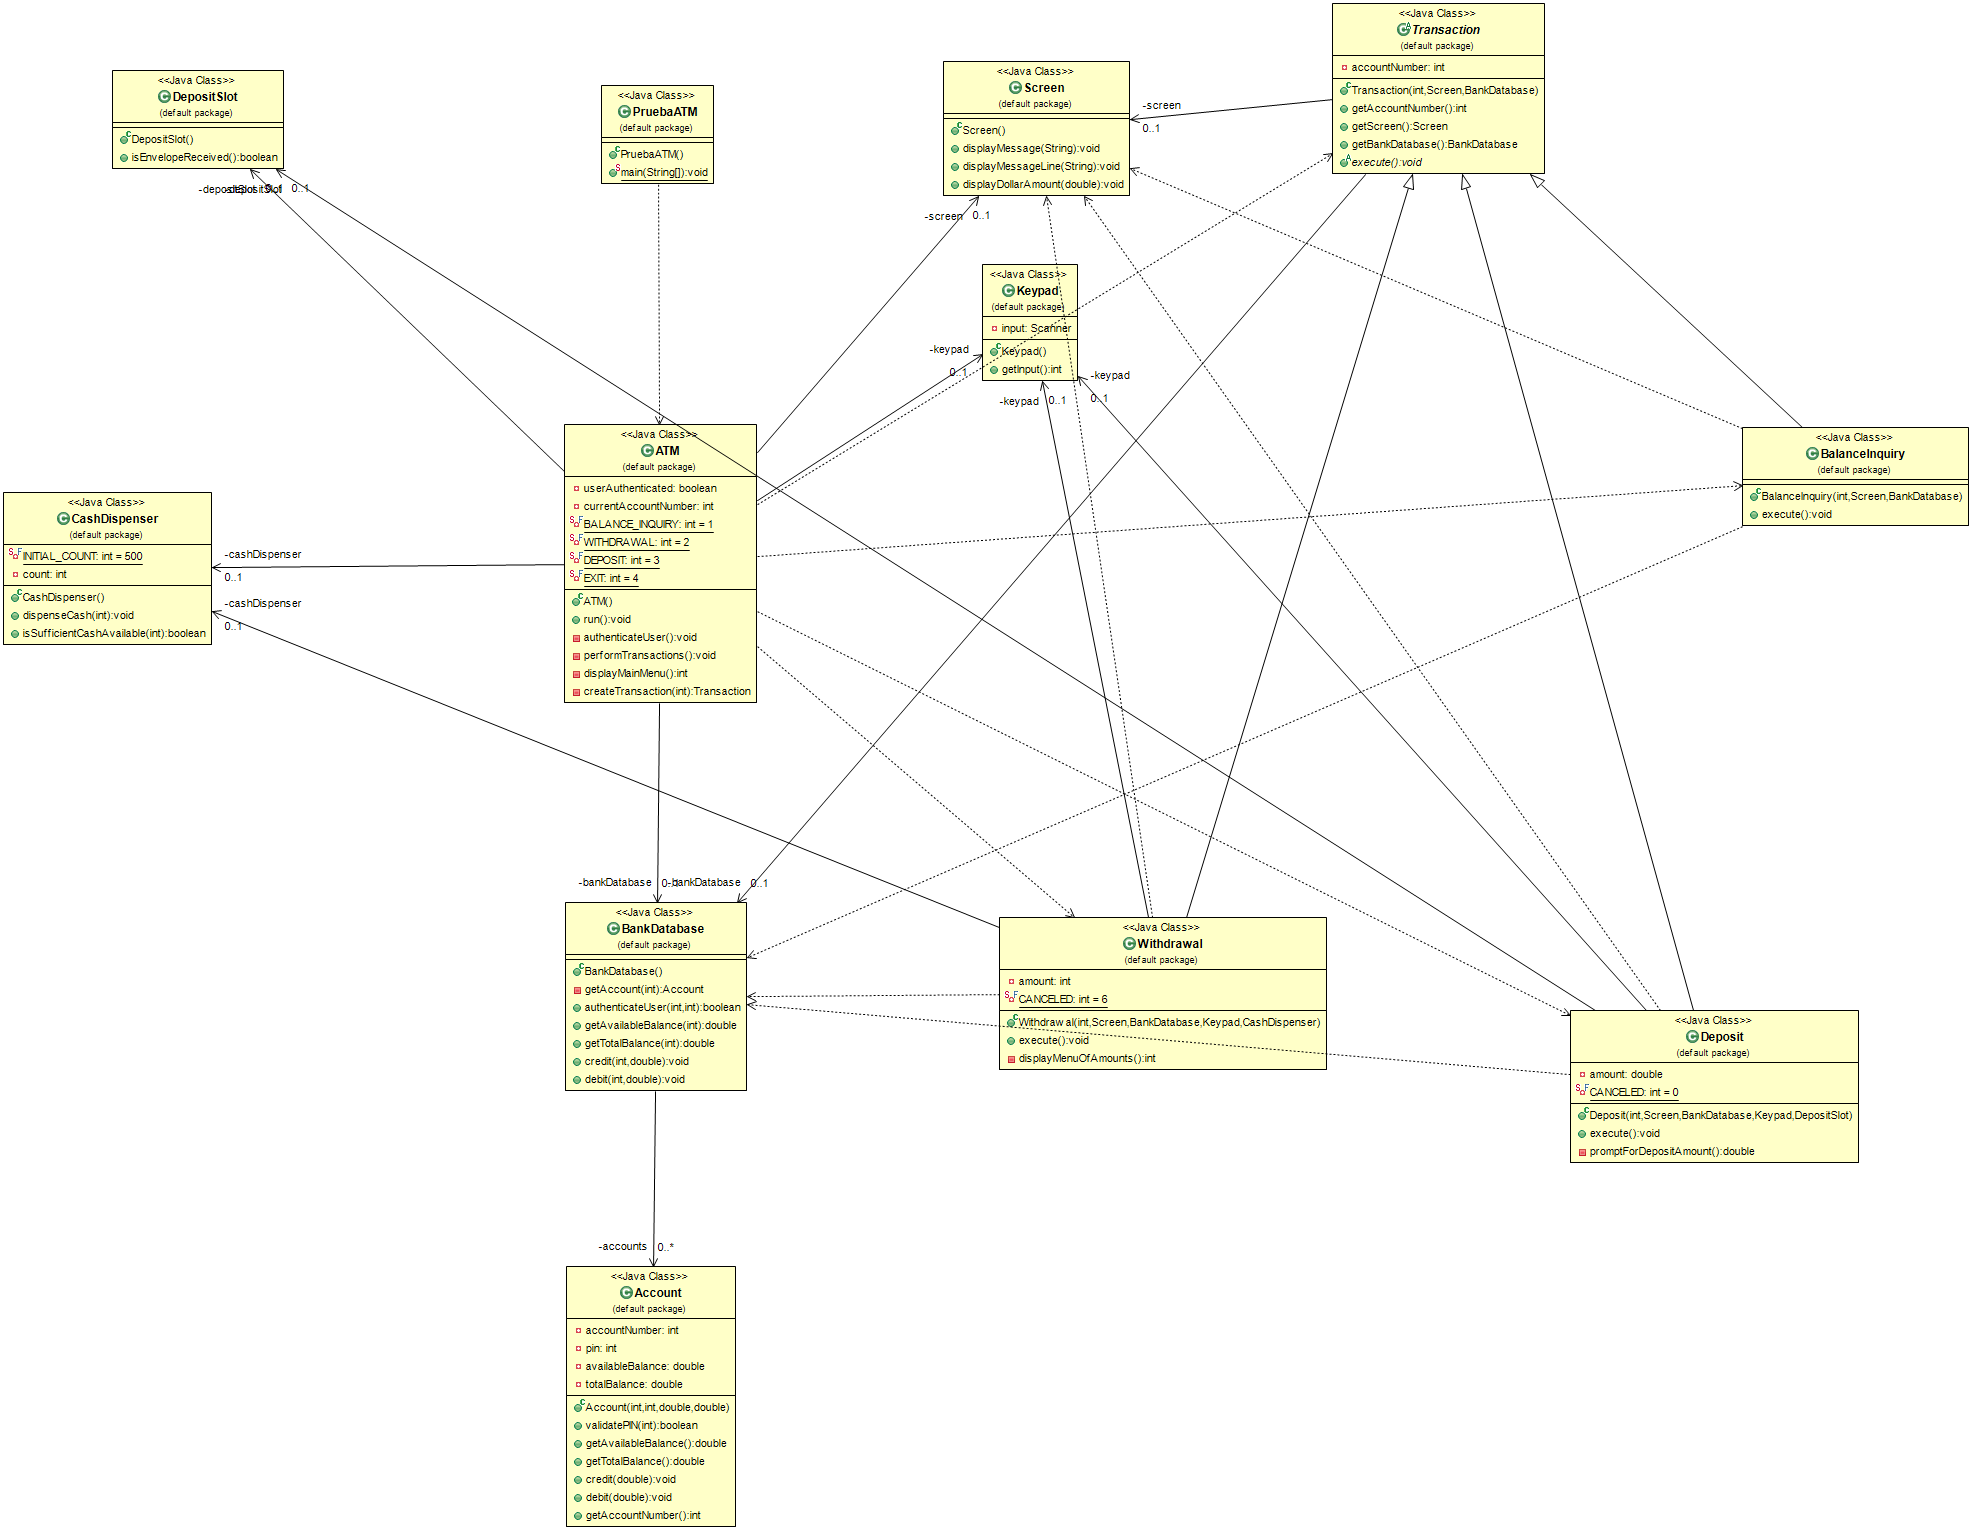 <<Java Class>>
Transaction
(default package)
accountNumber: int
Transaction(int,Screen,BankDatabase)
getAccountNumber():int
getScreen():Screen
getBankDatabase():BankDatabase
execute():void
<<Java Class>>
Screen
(default package)
Screen()
displayMessage(String):void
displayMessageLine(String):void
displayDollarAmount(double):void
-screen
0..1
<<Java Class>>
DepositSlot
(default package)
DepositSlot()
isEnvelopeReceived():boolean
-depositSlot
0..1
-depositSlot
0..1
<<Java Class>>
PruebaATM
(default package)
PruebaATM()
main(String[]):void
-screen
0..1
<<Java Class>>
Keypad
(default package)
input: Scanner
Keypad()
getInput():int
-keypad
0..1
-keypad
0..1
-keypad
0..1
<<Java Class>>
ATM
(default package)
userAuthenticated: boolean
currentAccountNumber: int
BALANCE_INQUIRY: int = 1
WITHDRAWAL: int = 2
DEPOSIT: int = 3
EXIT: int = 4
ATM()
run():void
authenticateUser():void
performTransactions():void
displayMainMenu():int
createTransaction(int):Transaction
<<Java Class>>
BalanceInquiry
(default package)
BalanceInquiry(int,Screen,BankDatabase)
execute():void
<<Java Class>>
CashDispenser
(default package)
INITIAL_COUNT: int = 500
count: int
CashDispenser()
dispenseCash(int):void
isSufficientCashAvailable(int):boolean
-cashDispenser
0..1
-cashDispenser
0..1
-bankDatabase
0..1
-bankDatabase
0..1
<<Java Class>>
BankDatabase
(default package)
BankDatabase()
getAccount(int):Account
authenticateUser(int,int):boolean
getAvailableBalance(int):double
getTotalBalance(int):double
credit(int,double):void
debit(int,double):void
<<Java Class>>
Withdrawal
(default package)
amount: int
CANCELED: int = 6
Withdrawal(int,Screen,BankDatabase,Keypad,CashDispenser)
execute():void
displayMenuOfAmounts():int
<<Java Class>>
Deposit
(default package)
amount: double
CANCELED: int = 0
Deposit(int,Screen,BankDatabase,Keypad,DepositSlot)
execute():void
promptForDepositAmount():double
-accounts
0..*
<<Java Class>>
Account
(default package)
accountNumber: int
pin: int
availableBalance: double
totalBalance: double
Account(int,int,double,double)
validatePIN(int):boolean
getAvailableBalance():double
getTotalBalance():double
credit(double):void
debit(double):void
getAccountNumber():int